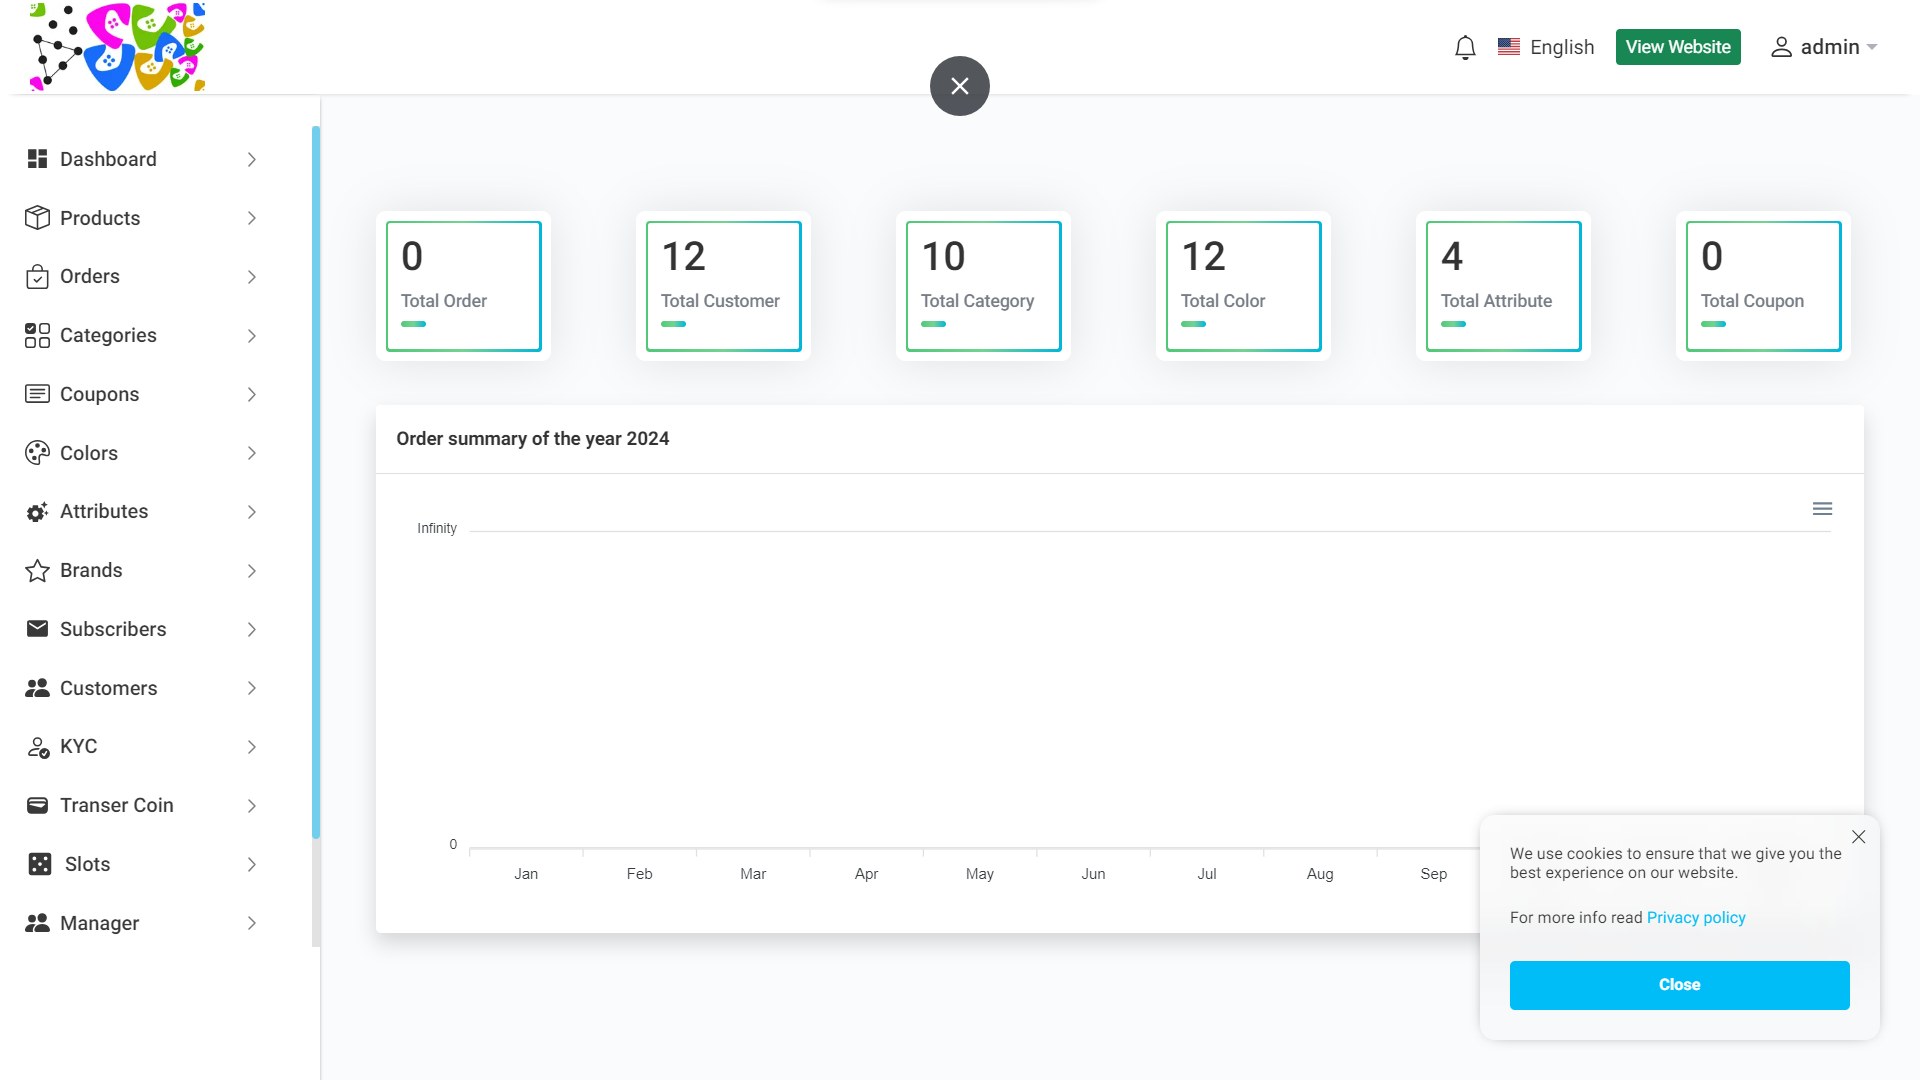 English
View Website
admin
Dashboard
Products
Orders
Categories
Coupons
Colors
Attributes
Brands
Subscribers
Customers
KYC
Transer Coin
Slots
Manager
0
Total Order
12
Total Customer
10
Total Category
12
Total Color
4
Total Attribute
0
Total Coupon
Order summary of the year 2024
Infinity
0
Jan Feb Mar Apr May Jun Jul Aug Sep
We use cookies to ensure that we give you the
best experience on our website.
For more info read Privacy policy
Close